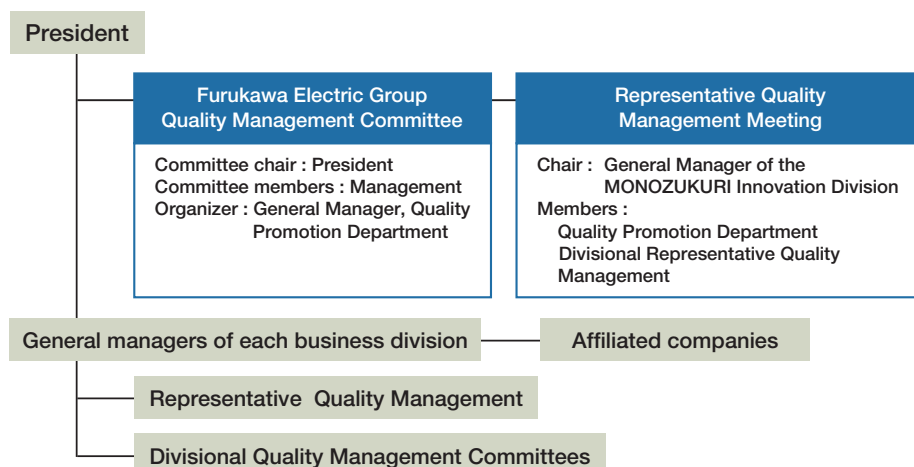 President
Furukawa Electric Group
Quality Management Committee
Committee chair : President
Committee members : Management
Organizer : General Manager, Quality
Promotion Department
Representative Quality
Management Meeting
Chair : General Manager of the
MONOZUKURI Innovation Division
Members :
Quality Promotion Department
Divisional Representative Quality
Management
General managers of each business division
Affiliated companies
Representative Quality Management
Divisional Quality Management Committees